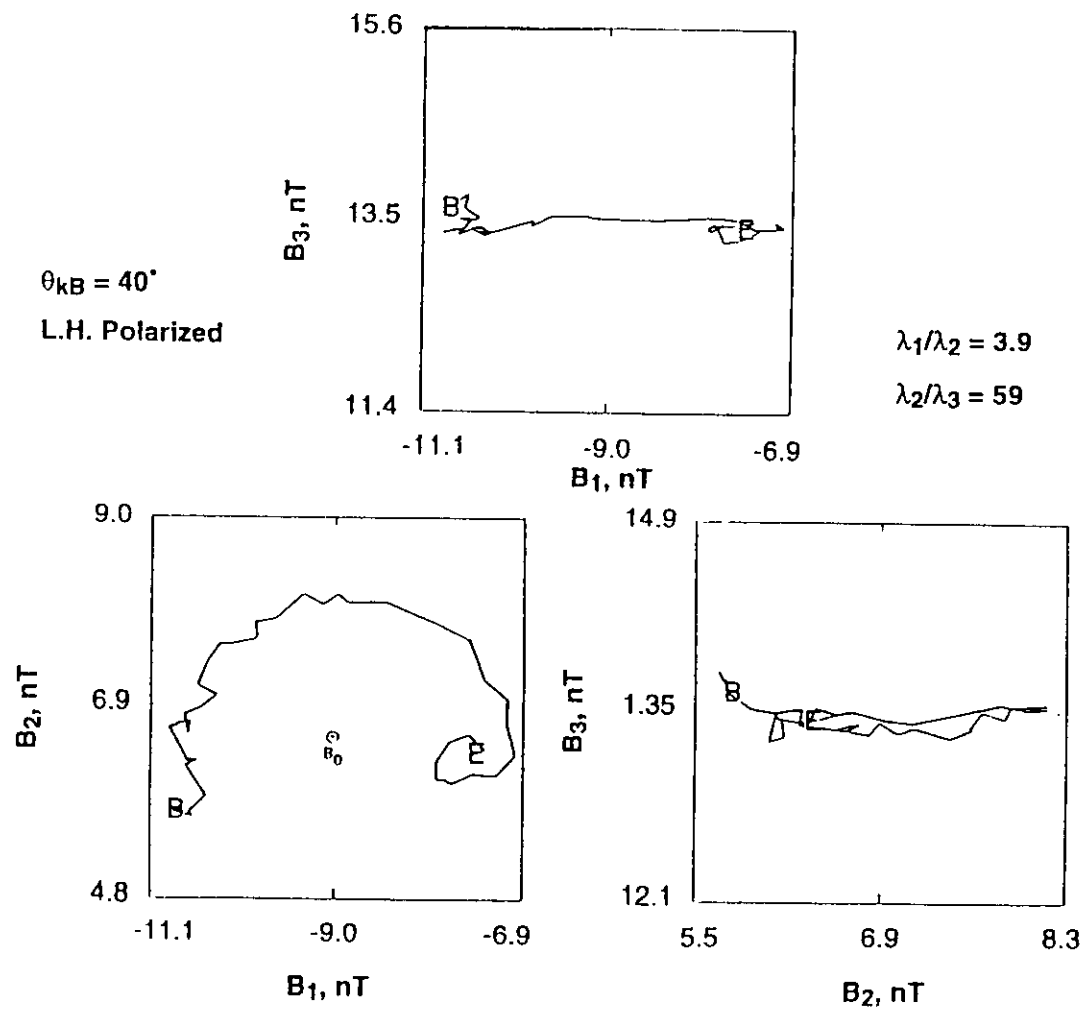 15.6
B₃, nT
13.5
B
E
θkB = 40°
L.H. Polarized
λ₁/λ₂ = 3.9
λ₂/λ₃ = 59
11.4
-11.1 -9.0 -6.9
B₁, nT
9.0
B₂, nT
6.9
B₀
E
B
4.8
-11.1 -9.0 -6.9
B₁, nT
14.9
B₃, nT
B
1.35
E
12.1
5.5 6.9 8.3
B₂, nT